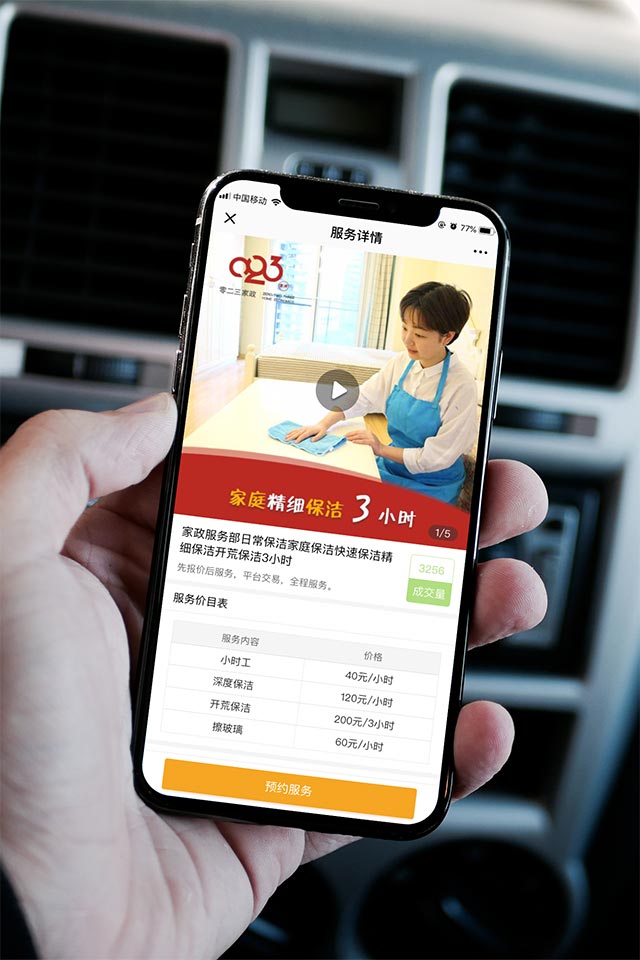 中国移动
77%
服务详情
023
零二三家政
家庭精细保洁 3 小时
1/5
家政服务部日常保洁家庭保洁快速保洁精
细保洁开荒保洁3小时
3256
成交量
先报价后服务，平台交易，全程服务。
服务价目表
服务内容 价格
小时工 40元/小时
深度保洁 120元/小时
开荒保洁 200元/3小时
擦玻璃 60元/小时
预约服务